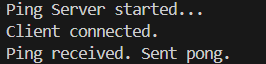 Ping Server started...
Client connected.
Ping received. Sent pong.